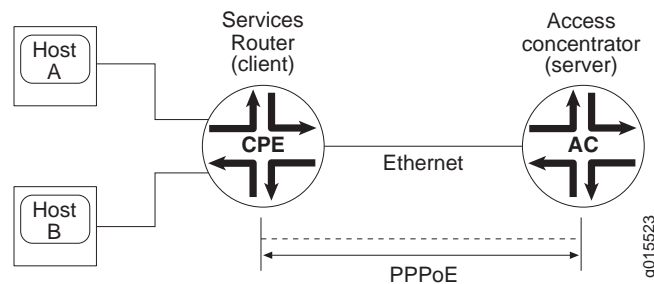 Services
Router
(client)
Access
concentrator
(server)
Host
A
CPE
AC
Ethernet
Host
B
PPPoE
g015523